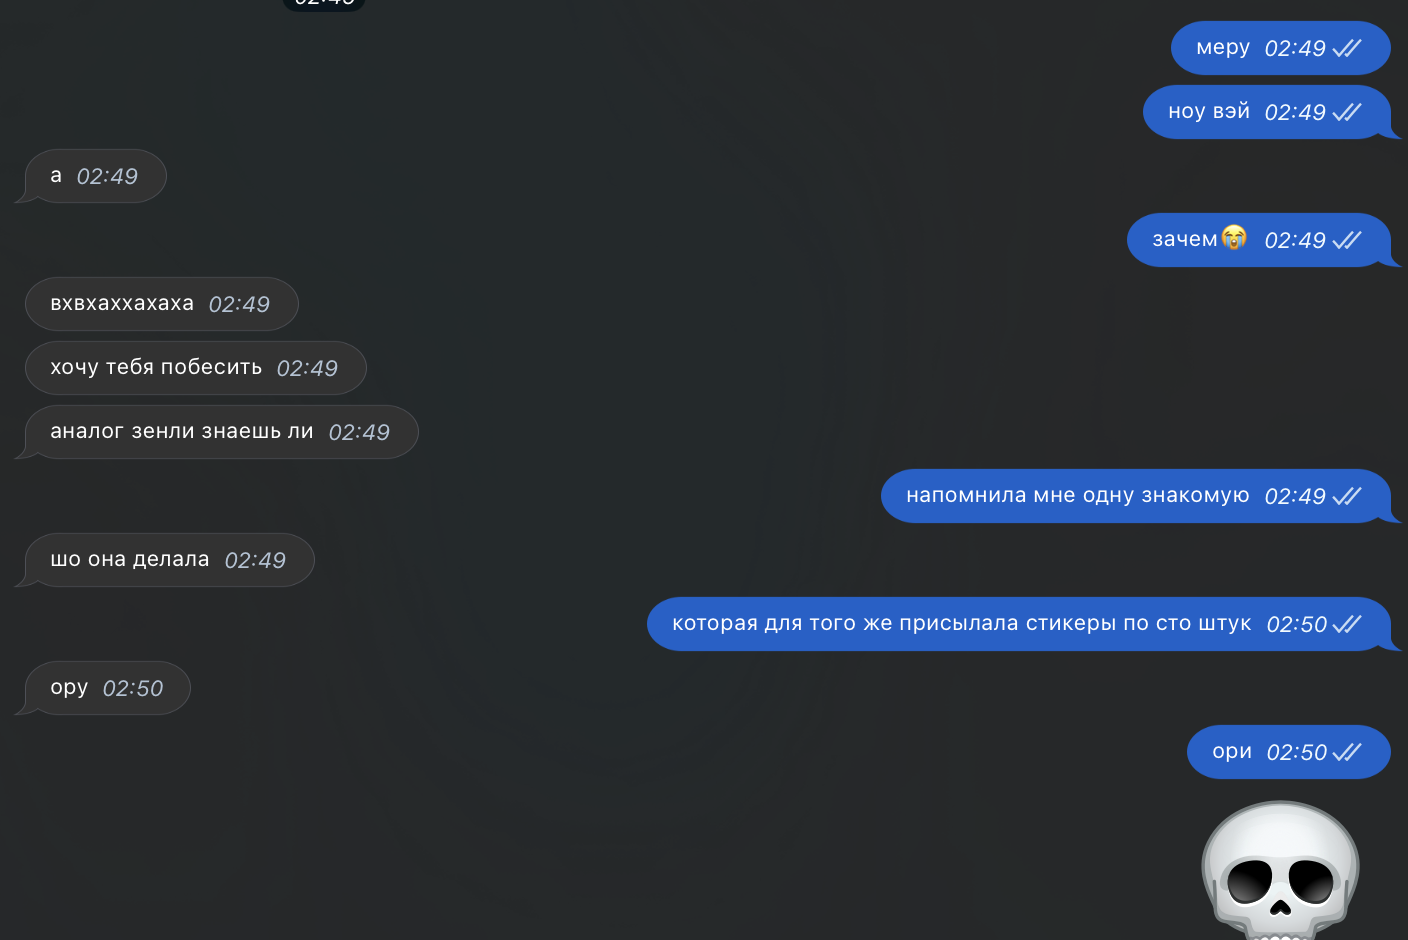 02:49
меру 02:49
ноу вэй 02:49
а 02:49
зачем😭 02:49
вхвхаххахаха 02:49
хочу тебя побесить 02:49
аналог зенли знаешь ли 02:49
напомнила мне одну знакомую 02:49
шо она делала 02:49
которая для того же присылала стикеры по сто штук 02:50
ору 02:50
ори 02:50